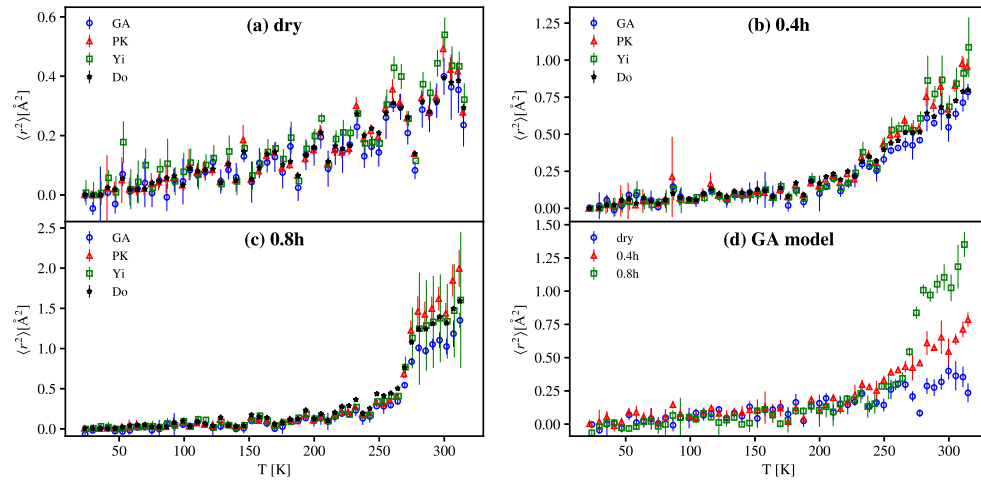 (a) dry
GA
PK
Yi
Do
⟨r²⟩[Å²]
0.6
0.4
0.2
0.0
(b) 0.4h
GA
PK
Yi
Do
⟨r²⟩[Å²]
1.25
1.00
0.75
0.50
0.25
0.00
(c) 0.8h
GA
PK
Yi
Do
⟨r²⟩[Å²]
2.5
2.0
1.5
1.0
0.5
0.0
50 100 150 200 250 300
T [K]
(d) GA model
dry
0.4h
0.8h
⟨r²⟩[Å²]
1.50
1.25
1.00
0.75
0.50
0.25
0.00
50 100 150 200 250 300
T [K]